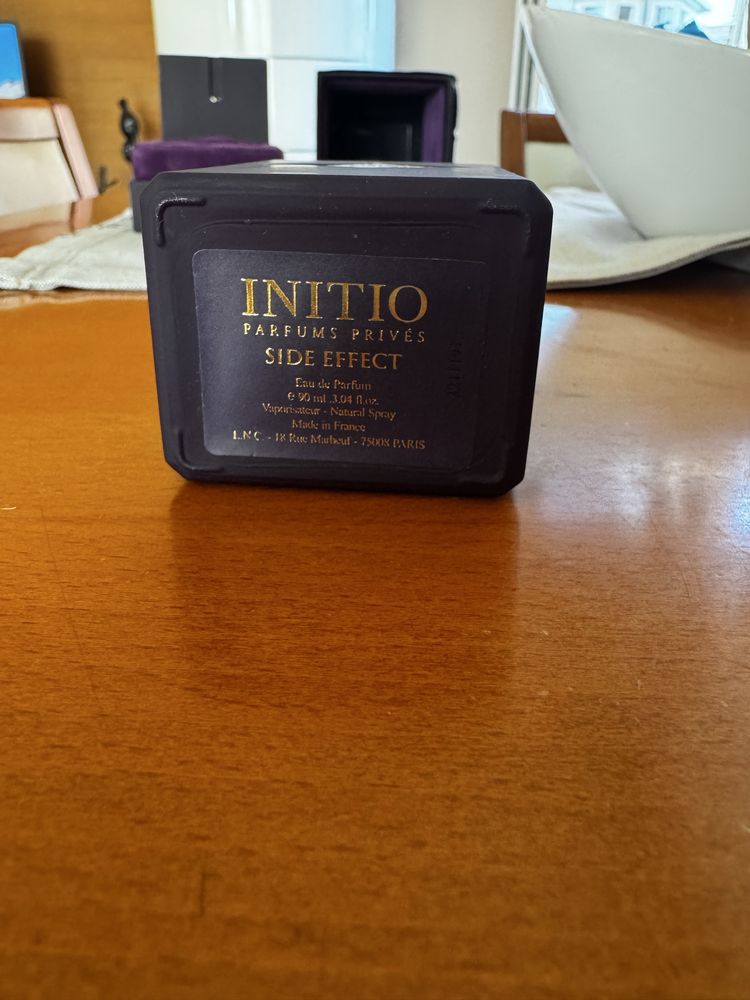 INITIO
PARFUMS PRIVÉS
SIDE EFFECT
Eau de Parfum
℮ 90 ml .3.04 fl.oz.
Vaporisateur - Natural Spray
Made in France
18 Rue Marbeuf - 75008 PARIS